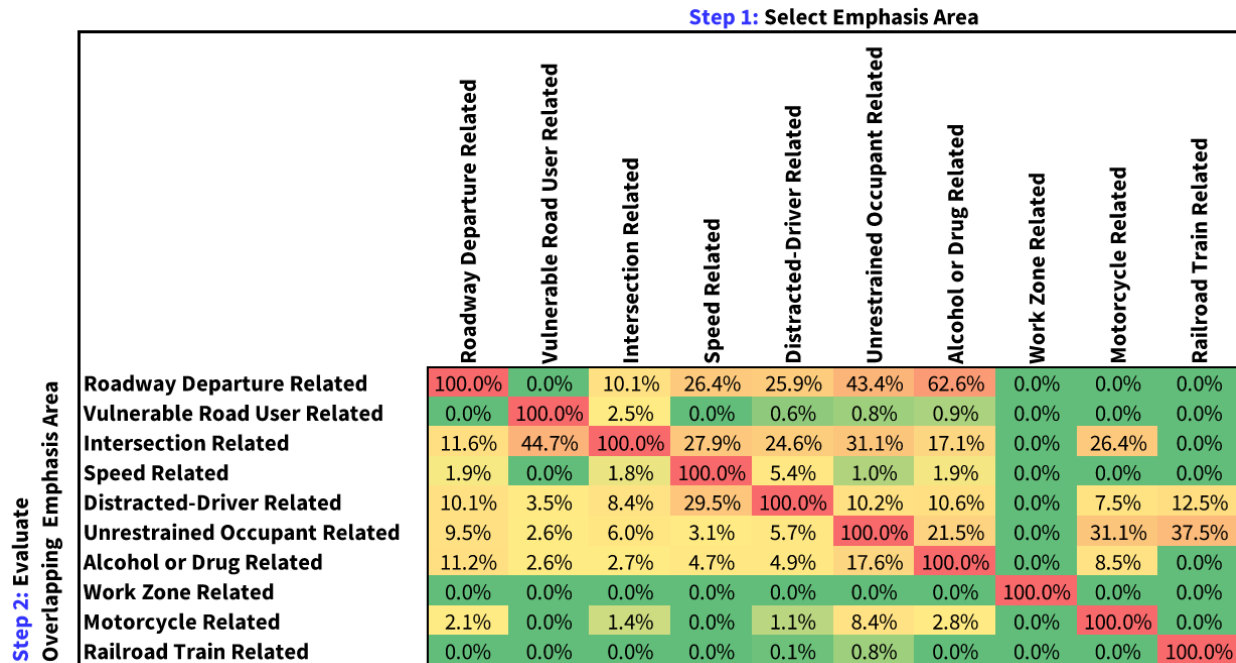 Step 1: Select Emphasis Area
Roadway Departure Related
Vulnerable Road User Related
Intersection Related
Speed Related
Distracted-Driver Related
Unrestrained Occupant Related
Alcohol or Drug Related
Work Zone Related
Motorcycle Related
Railroad Train Related
Step 2: Evaluate
Overlapping Emphasis Area
Roadway Departure Related 100.0% 0.0% 10.1% 26.4% 25.9% 43.4% 62.6% 0.0% 0.0% 0.0%
Vulnerable Road User Related 0.0% 100.0% 2.5% 0.0% 0.6% 0.8% 0.9% 0.0% 0.0% 0.0%
Intersection Related 11.6% 44.7% 100.0% 27.9% 24.6% 31.1% 17.1% 0.0% 26.4% 0.0%
Speed Related 1.9% 0.0% 1.8% 100.0% 5.4% 1.0% 1.9% 0.0% 0.0% 0.0%
Distracted-Driver Related 10.1% 3.5% 8.4% 29.5% 100.0% 10.2% 10.6% 0.0% 7.5% 12.5%
Unrestrained Occupant Related 9.5% 2.6% 6.0% 3.1% 5.7% 100.0% 21.5% 0.0% 31.1% 37.5%
Alcohol or Drug Related 11.2% 2.6% 2.7% 4.7% 4.9% 17.6% 100.0% 0.0% 8.5% 0.0%
Work Zone Related 0.0% 0.0% 0.0% 0.0% 0.0% 0.0% 0.0% 100.0% 0.0% 0.0%
Motorcycle Related 2.1% 0.0% 1.4% 0.0% 1.1% 8.4% 2.8% 0.0% 100.0% 0.0%
Railroad Train Related 0.0% 0.0% 0.0% 0.0% 0.1% 0.8% 0.0% 0.0% 0.0% 100.0%